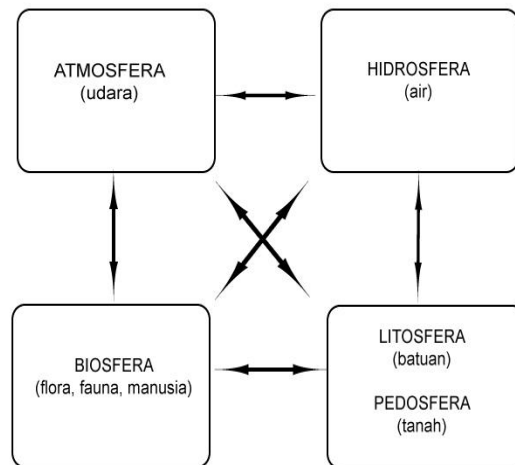 ATMOSFERA
(udara)
HIDROSFERA
(air)
BIOSFERA
(flora, fauna, manusia)
LITOSFERA
(batuan)
PEDOSFERA
(tanah)